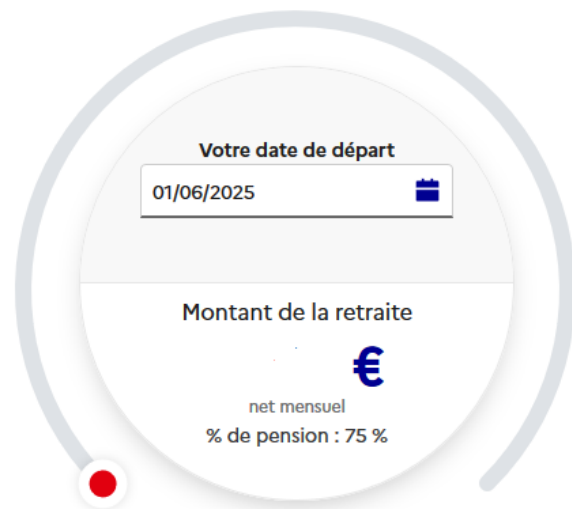 Votre date de départ
01/06/2025
Montant de la retraite
€
net mensuel
% de pension : 75 %